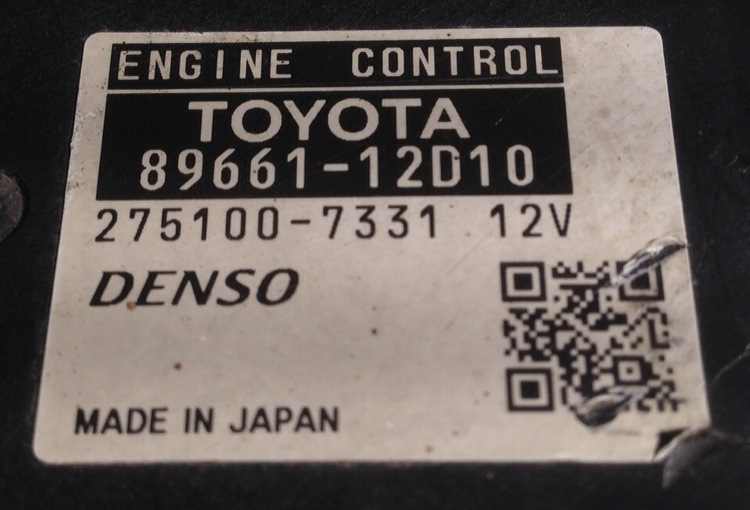 ENGINE CONTROL
TOYOTA
89661-12D10
275100-7331 12V
DENSO
MADE IN JAPAN